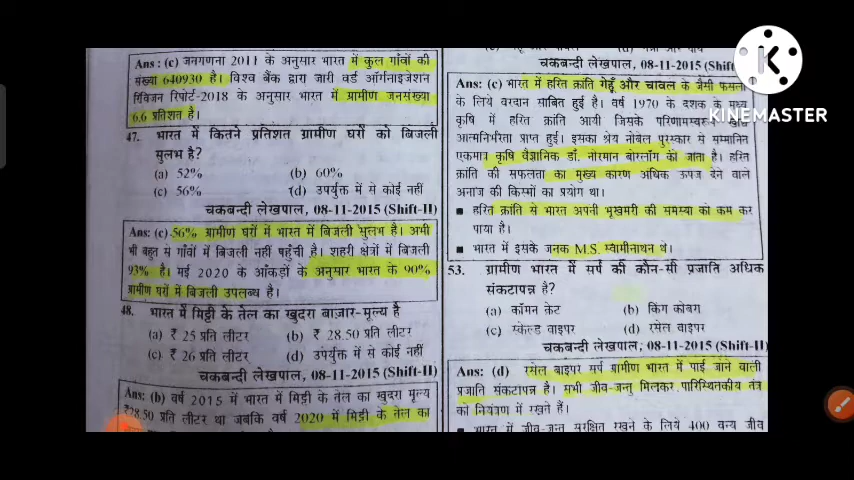 Ans : (c) जनगणना 2011 के अनुसार भारत में कुल गाँवों की
संख्या 640930 है। विश्व बैंक द्वारा जारी वर्ड ऑर्गनाइजेशन
रिविजन रिपोर्ट-2018 के अनुसार भारत में ग्रामीण जनसंख्या
6.6 प्रतिशत है।
47. भारत में कितने प्रतिशत ग्रामीण घरों को बिजली
सुलभ है?
(a) 52% (b) 60%
(c) 56% (d) उपर्युक्त में से कोई नहीं
चकबन्दी लेखपाल, 08-11-2015 (Shift-II)
Ans: (c) 56% ग्रामीण घरों में भारत में बिजली सुलभ है। अभी
भी बहुत से गाँवों में बिजली नहीं पहुँची है। शहरी क्षेत्रों में बिजली
93% है। मई 2020 के आँकड़ों के अनुसार भारत के 90%
ग्रामीण घरों में बिजली उपलब्ध है।
48. भारत में मिट्टी के तेल का खुदरा बाज़ार-मूल्य है
(a) ₹ 25 प्रति लीटर (b) ₹ 28.50 प्रति लीटर
(c) ₹ 26 प्रति लीटर (d) उपर्युक्त में से कोई नहीं
चकबन्दी लेखपाल, 08-11-2015 (Shift-II)
Ans: (b) वर्ष 2015 में भारत में मिट्टी के तेल का खुदरा मूल्य
₹28.50 प्रति लीटर था जबकि वर्ष 2020 में मिट्टी के तेल का
चकबन्दी लेखपाल, 08-11-2015 (Shift
Ans: (c) भारत में हरित क्रांति गेहूँ और चावल के जैसी फसलों
के लिये वरदान साबित हुई है। वर्ष 1970 के दशक के मध्य
कृषि में हरित क्रांति आयी जिसके परिणामस्वरूप
आत्मनिर्भरता प्राप्त हुई। इसका श्रेय नोबेल पुरस्कार से सम्मानित
एकमात्र कृषि वैज्ञानिक डॉ. नोरमान बोरलॉग को जाता है। हरित
क्रांति की सफलता का मुख्य कारण अधिक उपज देने वाले
अनाज की किस्मों का प्रयोग था।
■ हरित क्रांति से भारत अपनी भूखमरी की समस्या को कम कर
पाया है।
■ भारत में इसके जनक M.S. स्वामीनाथन थे।
53. ग्रामीण भारत में सर्प की कौन-सी प्रजाति अधिक
संकटापन्न है?
(a) कॉमन क्रेट (b) किंग कोबरा
(c) स्केल्ड वाइपर (d) रसेल वाइपर
चकबन्दी लेखपाल, 08-11-2015 (Shift-II)
Ans: (d) रसेल वाइपर सर्प ग्रामीण भारत में पाई जाने वाली
प्रजाति संकटापन्न है। सभी जीव-जन्तु मिलकर पारिस्थितिकीय तंत्र
को नियंत्रण में रखते हैं।
■ भारत में जीव-जन्तु संरक्षित रखने के लिये 400 वन्य जीव
KINEMASTER